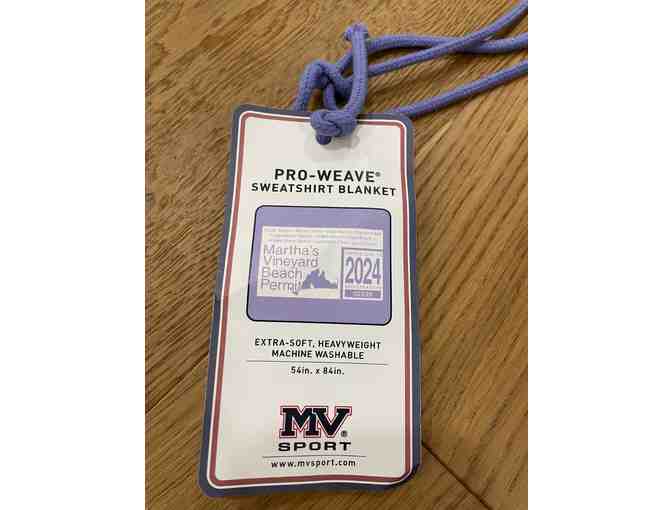 PRO-WEAVE®
SWEATSHIRT BLANKET
Martha's
Vineyard
Beach
Permit
2024
EXTRA-SOFT, HEAVYWEIGHT
MACHINE WASHABLE
54in. x 84in.
MV®
SPORT
www.mvsport.com